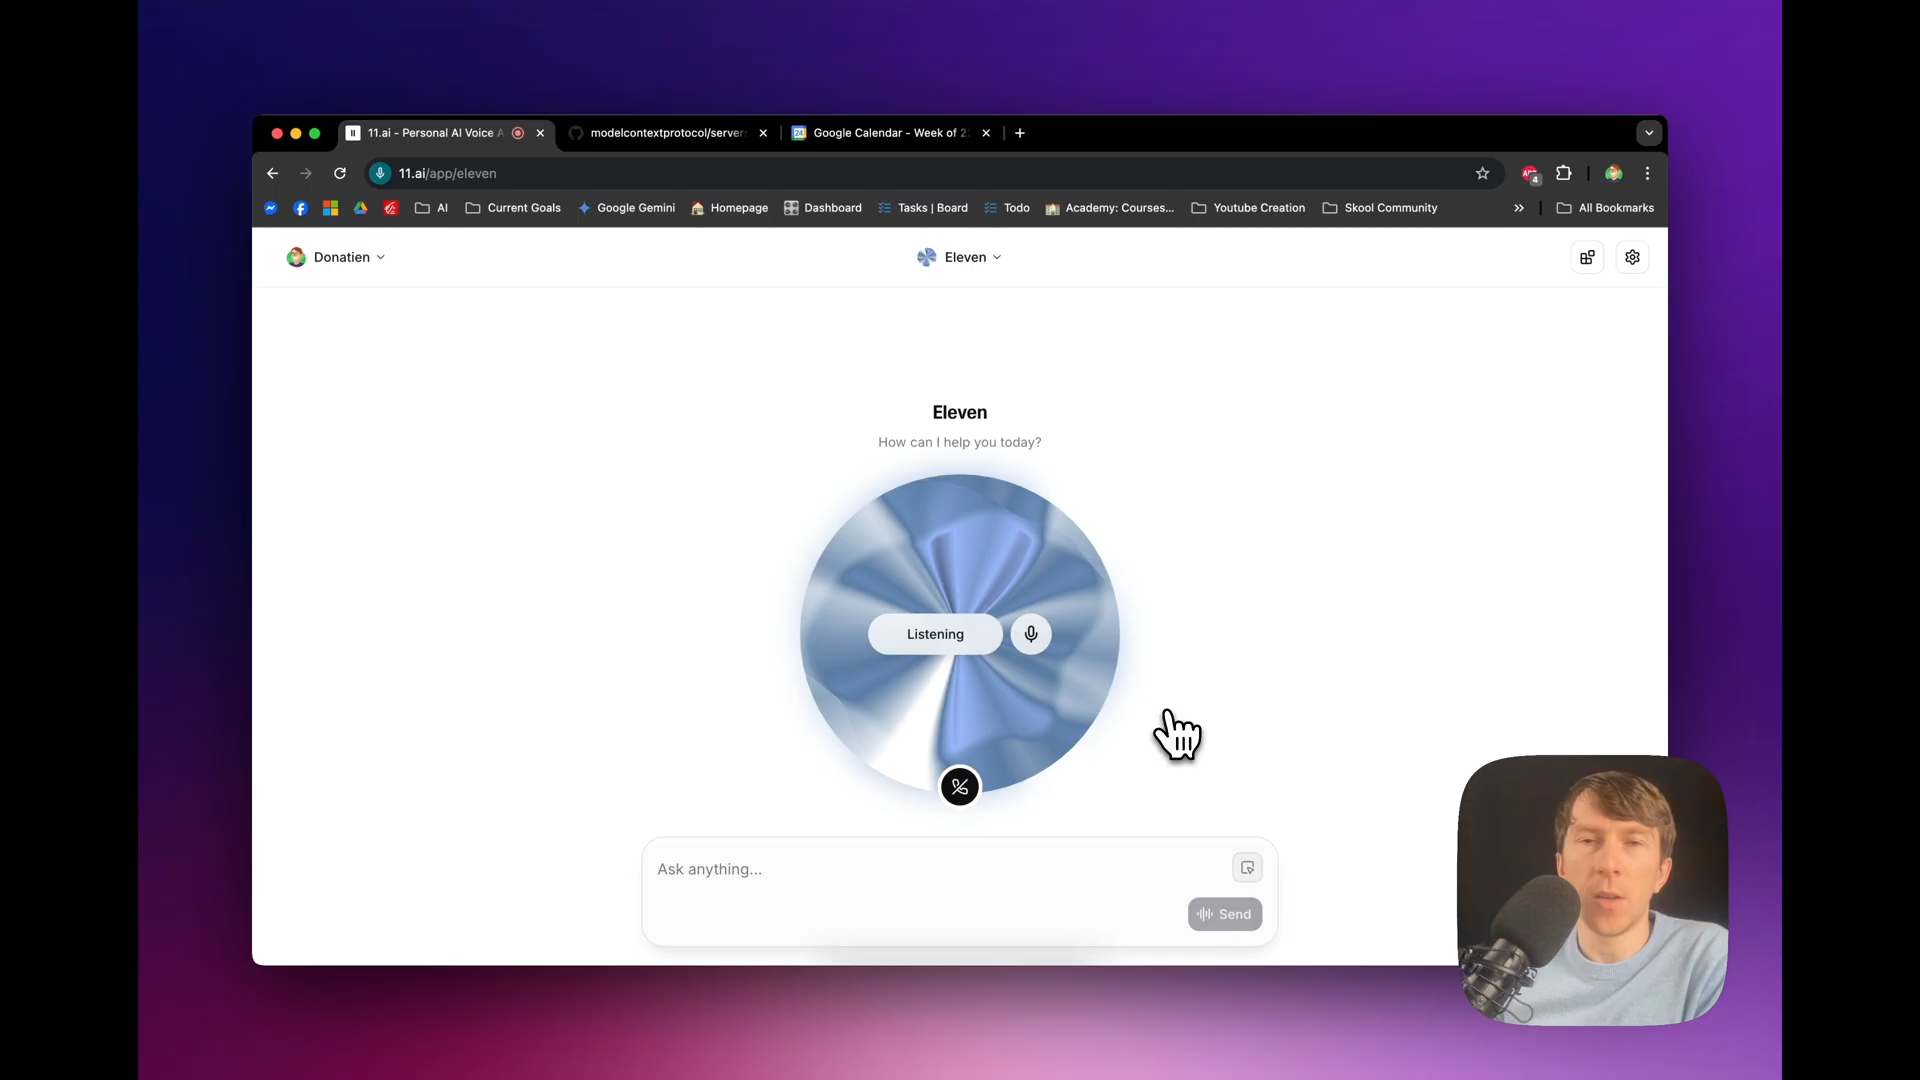 11.ai - Personal AI Voice A
modelcontextprotocol/server
Google Calendar - Week of 2
11.ai/app/eleven
4
AI
Current Goals
Google Gemini
Homepage
Dashboard
Tasks | Board
Todo
Academy: Courses...
Youtube Creation
Skool Community
All Bookmarks
Donatien
Eleven
Eleven
How can I help you today?
Listening
Ask anything...
Send